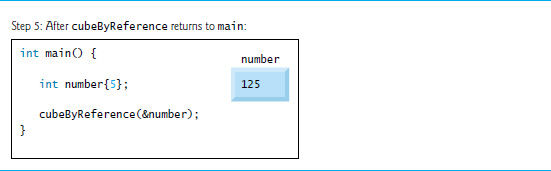 Step 5: After cubeByReference returns to main:
int main() {
number
int number{5};
125
cubeByReference(&number);
}